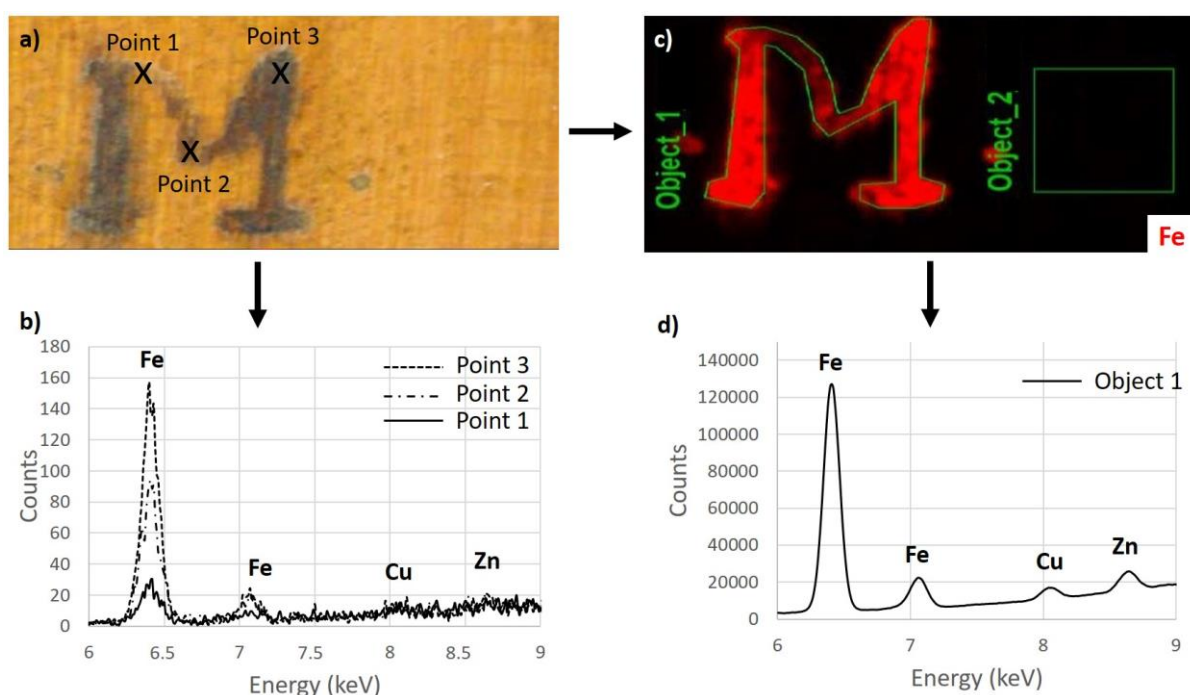 a)
Point 1
Point 3
X
X
X
Point 2
M
c)
Object_1
Object_2
Fe
b)
180
160
140
120
100
80
60
40
20
0
Counts
Fe
Fe
Cu
Zn
Point 3
Point 2
Point 1
6
6.5
7
7.5
8
8.5
9
Energy (keV)
d)
140000
120000
100000
80000
60000
40000
20000
0
Counts
Fe
Fe
Cu
Zn
Object 1
6
7
8
9
Energy (keV)